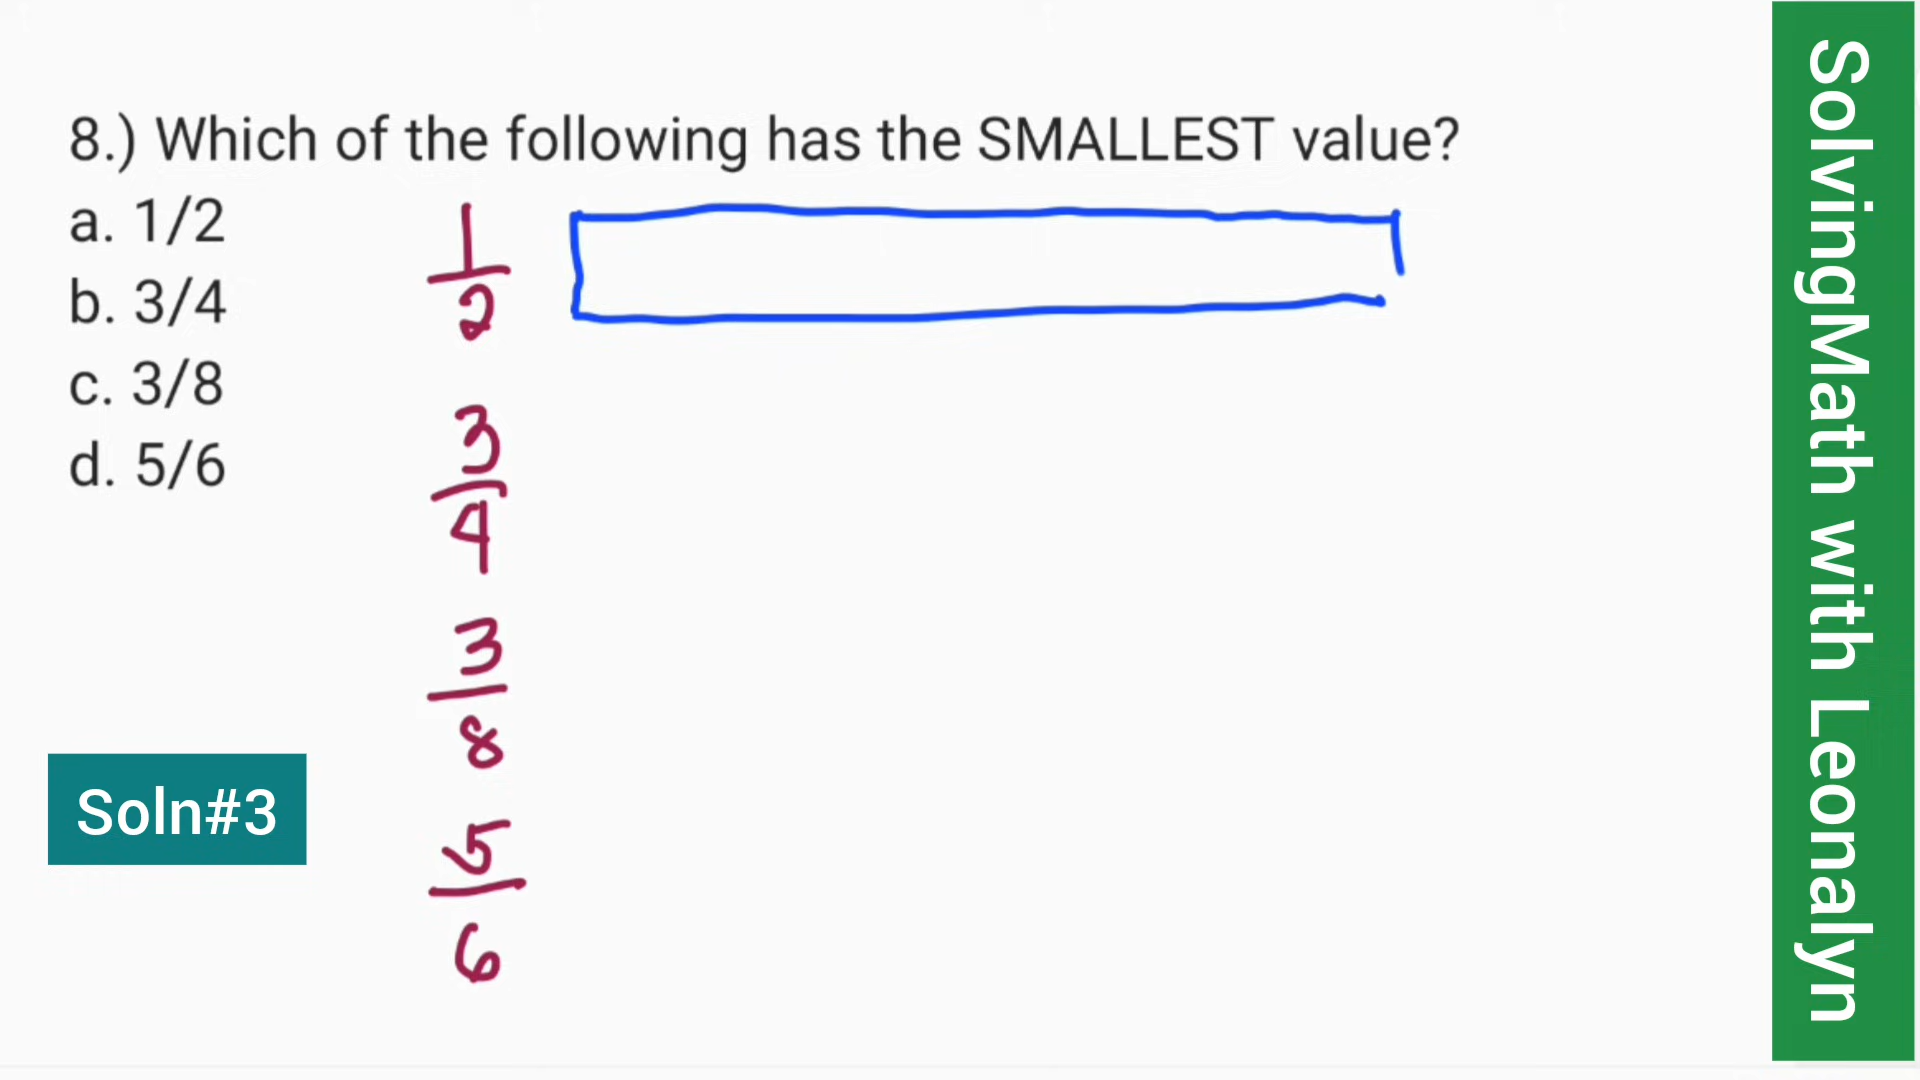 8.) Which of the following has the SMALLEST value?
a. 1/2
b. 3/4
c. 3/8
d. 5/6
1
2
3
4
3
8
5
6
Soln#3
SolvingMath with Leonalyn